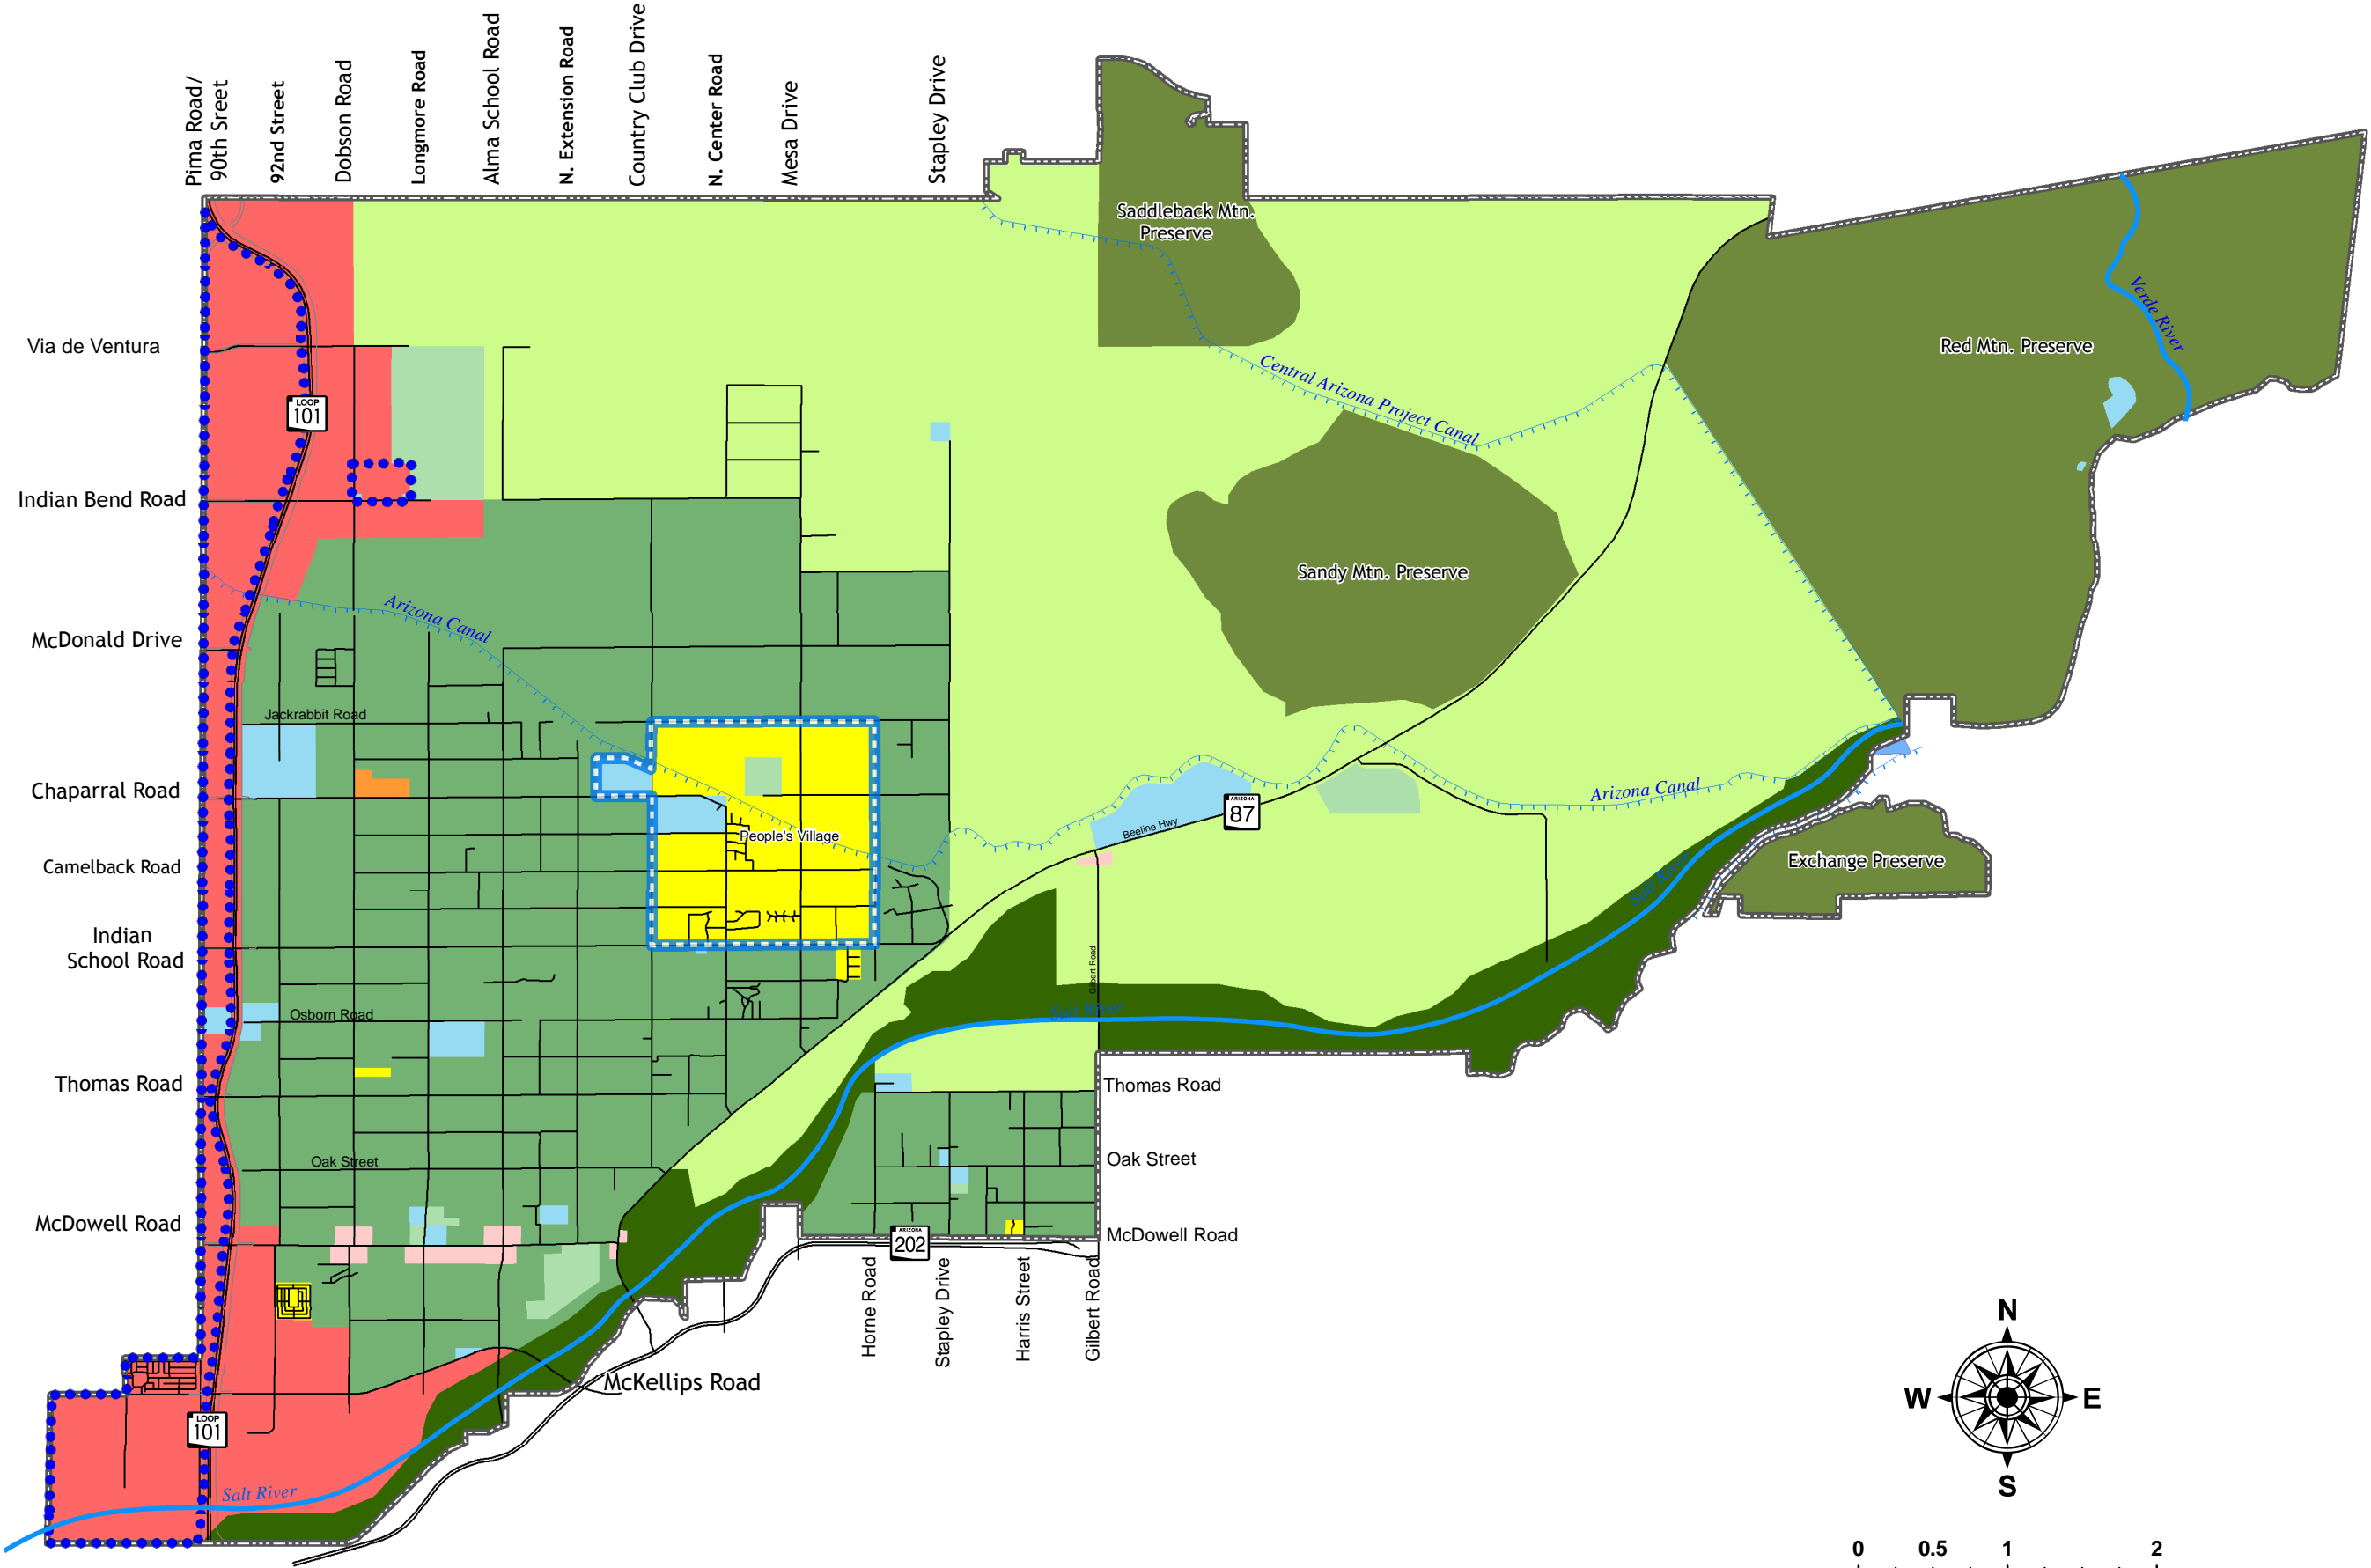 Pima Road/
90th Sreet
92nd Street
Dobson Road
Longmore Road
Alma School Road
N. Extension Road
Country Club Drive
N. Center Road
Mesa Drive
Stapley Drive
Saddleback Mtn.
Preserve
Verde River
Via de Ventura
Red Mtn. Preserve
Central Arizona Project Canal
LOOP
101
Indian Bend Road
Sandy Mtn. Preserve
Arizona Canal
McDonald Drive
Jackrabbit Road
Chaparral Road
Arizona Canal
ARIZONA
87
Beeline Hwy
People's Village
Camelback Road
Exchange Preserve
Salt River
Indian
School Road
Gilbert Road
Osborn Road
Salt River
Thomas Road
Thomas Road
Oak Street
Oak Street
McDowell Road
McDowell Road
ARIZONA
202
Horne Road
Stapley Drive
Harris Street
Gilbert Road
McKellips Road
LOOP
101
Salt River
N
W
E
S
0 0.5 1 2